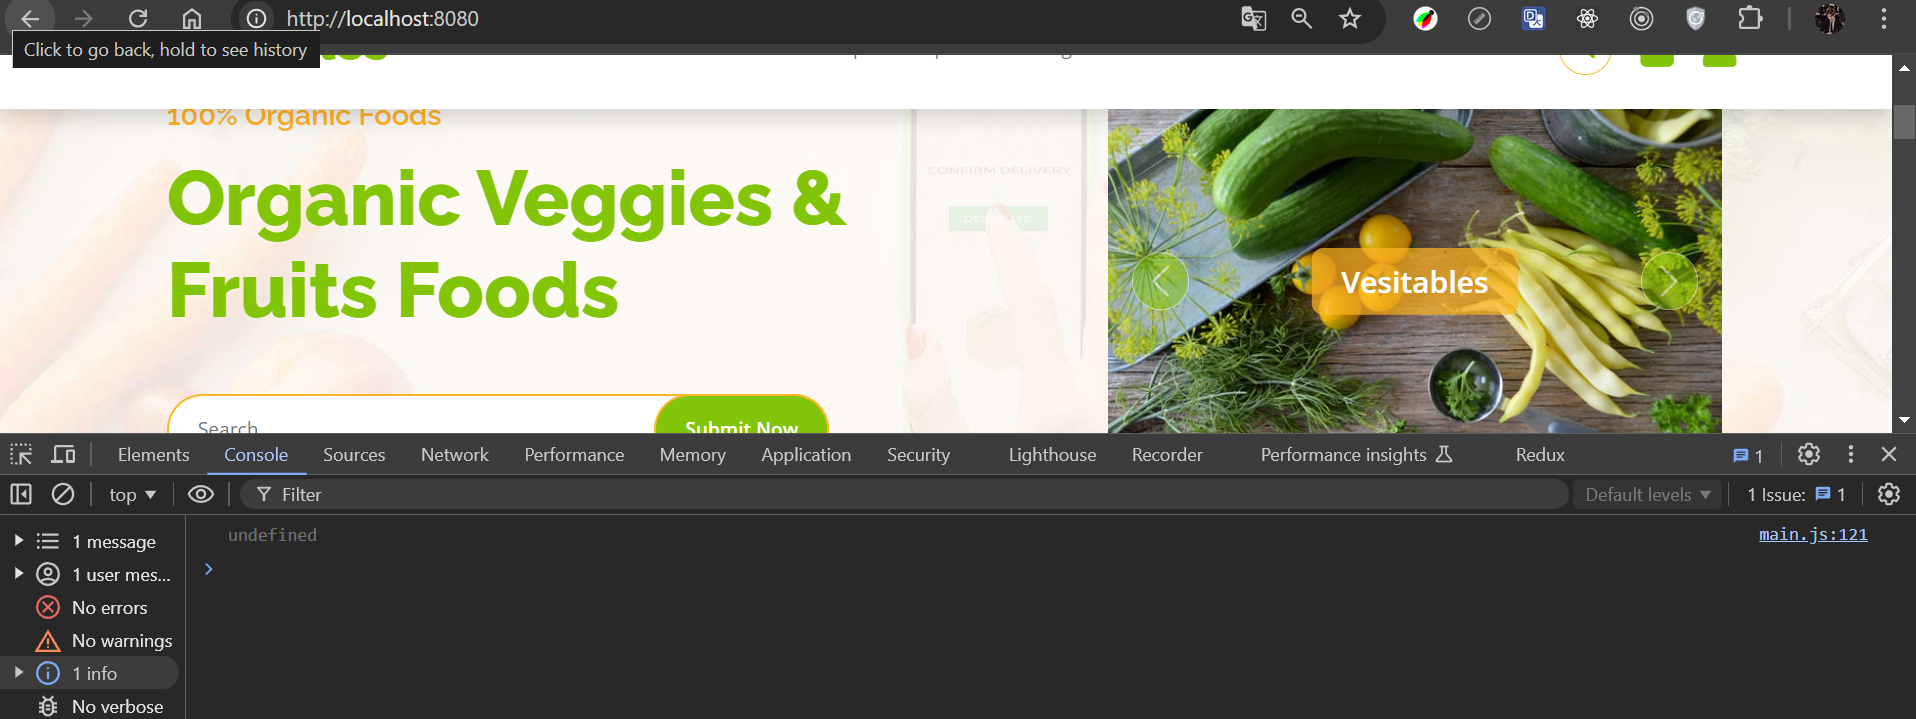 http://localhost:8080
Click to go back, hold to see history
100% Organic Foods
Organic Veggies &
Fruits Foods
CONFIRM DELIVERY
Search
Submit Now
Vesitables
Elements Console Sources Network Performance Memory Application Security Lighthouse Recorder Performance insights Redux 1
top Filter Default levels 1 Issue: 1
1 message
1 user mes...
No errors
No warnings
1 info
No verbose
undefined main.js:121